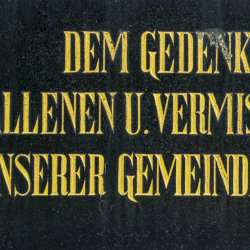 DEM GEDENK
ALLENEN U. VERMIS
NSERER GEMEIND